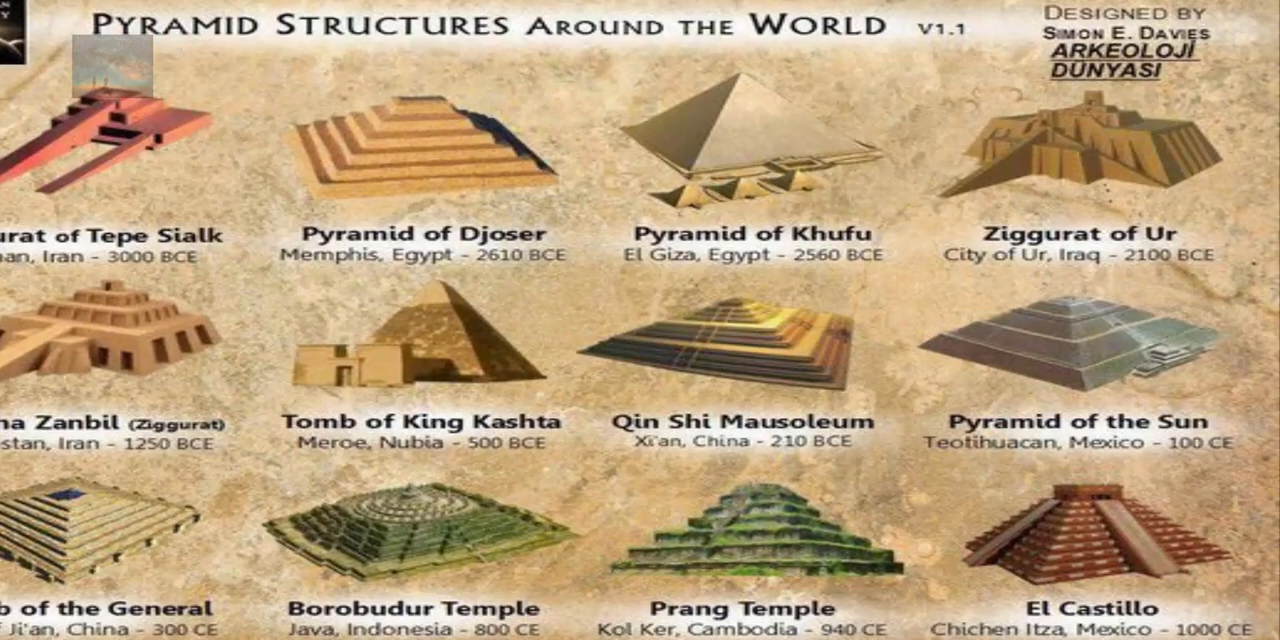 PYRAMID STRUCTURES AROUND THE WORLD V1.1
DESIGNED BY
SIMON E. DAVIES
ARKEOLOJİ
DÜNYASI
of Tepe Sialk
Iran - 3000 BCE
Pyramid of Djoser
Memphis, Egypt - 2610 BCE
Pyramid of Khufu
El Giza, Egypt - 2560 BCE
Ziggurat of Ur
City of Ur, Iraq - 2100 BCE
Zanbil (Ziggurat)
Iran - 1250 BCE
Tomb of King Kashta
Meroe, Nubia - 500 BCE
Qin Shi Mausoleum
Xi'an, China - 210 BCE
Pyramid of the Sun
Teotihuacan, Mexico - 100 CE
of the General
Ji'an, China - 300 CE
Borobudur Temple
Java, Indonesia - 800 CE
Prang Temple
Kol Ker, Cambodia - 940 CE
El Castillo
Chichen Itza, Mexico - 1000 CE